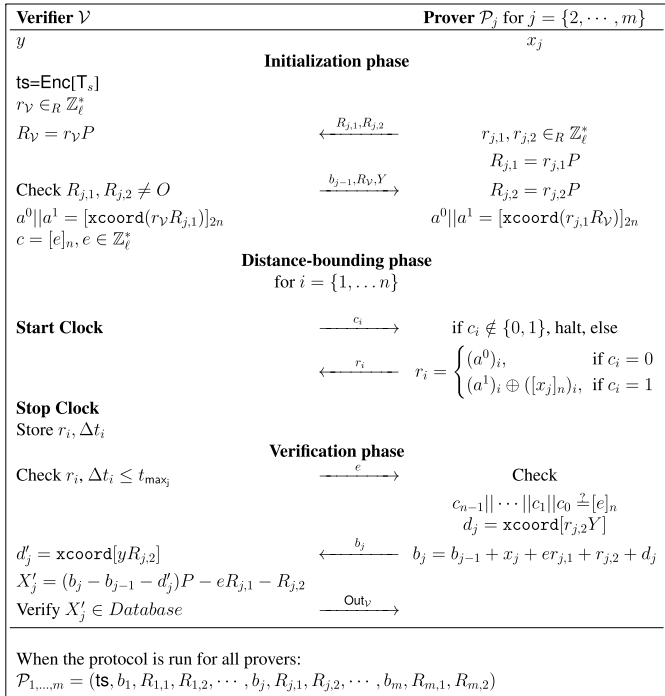 Verifier 𝒱 Prover 𝒫_j for j = {2, ⋯ , m}
y x_j
Initialization phase
ts=Enc[T_s]
r_𝒱 ∈_R ℤ_ℓ^*
R_𝒱 = r_𝒱 P ←(R_{j,1}, R_{j,2}) r_{j,1}, r_{j,2} ∈_R ℤ_ℓ^*
R_{j,1} = r_{j,1}P
Check R_{j,1}, R_{j,2} ≠ O →(b_{j−1}, R_𝒱, Y) R_{j,2} = r_{j,2}P
a^0||a^1 = [xcoord(r_𝒱 R_{j,1})]_{2n} a^0||a^1 = [xcoord(r_{j,1}R_𝒱)]_{2n}
c = [e]_n, e ∈ ℤ_ℓ^*
Distance-bounding phase
for i = {1, … n}
Start Clock →(c_i) if c_i ∉ {0, 1}, halt, else
←(r_i) r_i = { (a^0)_i, if c_i = 0
(a^1)_i ⊕ ([x_j]_n)_i, if c_i = 1
Stop Clock
Store r_i, Δt_i
Verification phase
Check r_i, Δt_i ≤ t_{max_j} →(e) Check
c_{n−1}|| ⋯ ||c_1||c_0 ≟ [e]_n
d_j = xcoord[r_{j,2}Y]
d′_j = xcoord[yR_{j,2}] ←(b_j) b_j = b_{j−1} + x_j + er_{j,1} + r_{j,2} + d_j
X′_j = (b_j − b_{j−1} − d′_j)P − eR_{j,1} − R_{j,2}
Verify X′_j ∈ Database →(Out_𝒱)
When the protocol is run for all provers:
𝒫_{1,...,m} = (ts, b_1, R_{1,1}, R_{1,2}, ⋯ , b_j, R_{j,1}, R_{j,2}, ⋯ , b_m, R_{m,1}, R_{m,2})